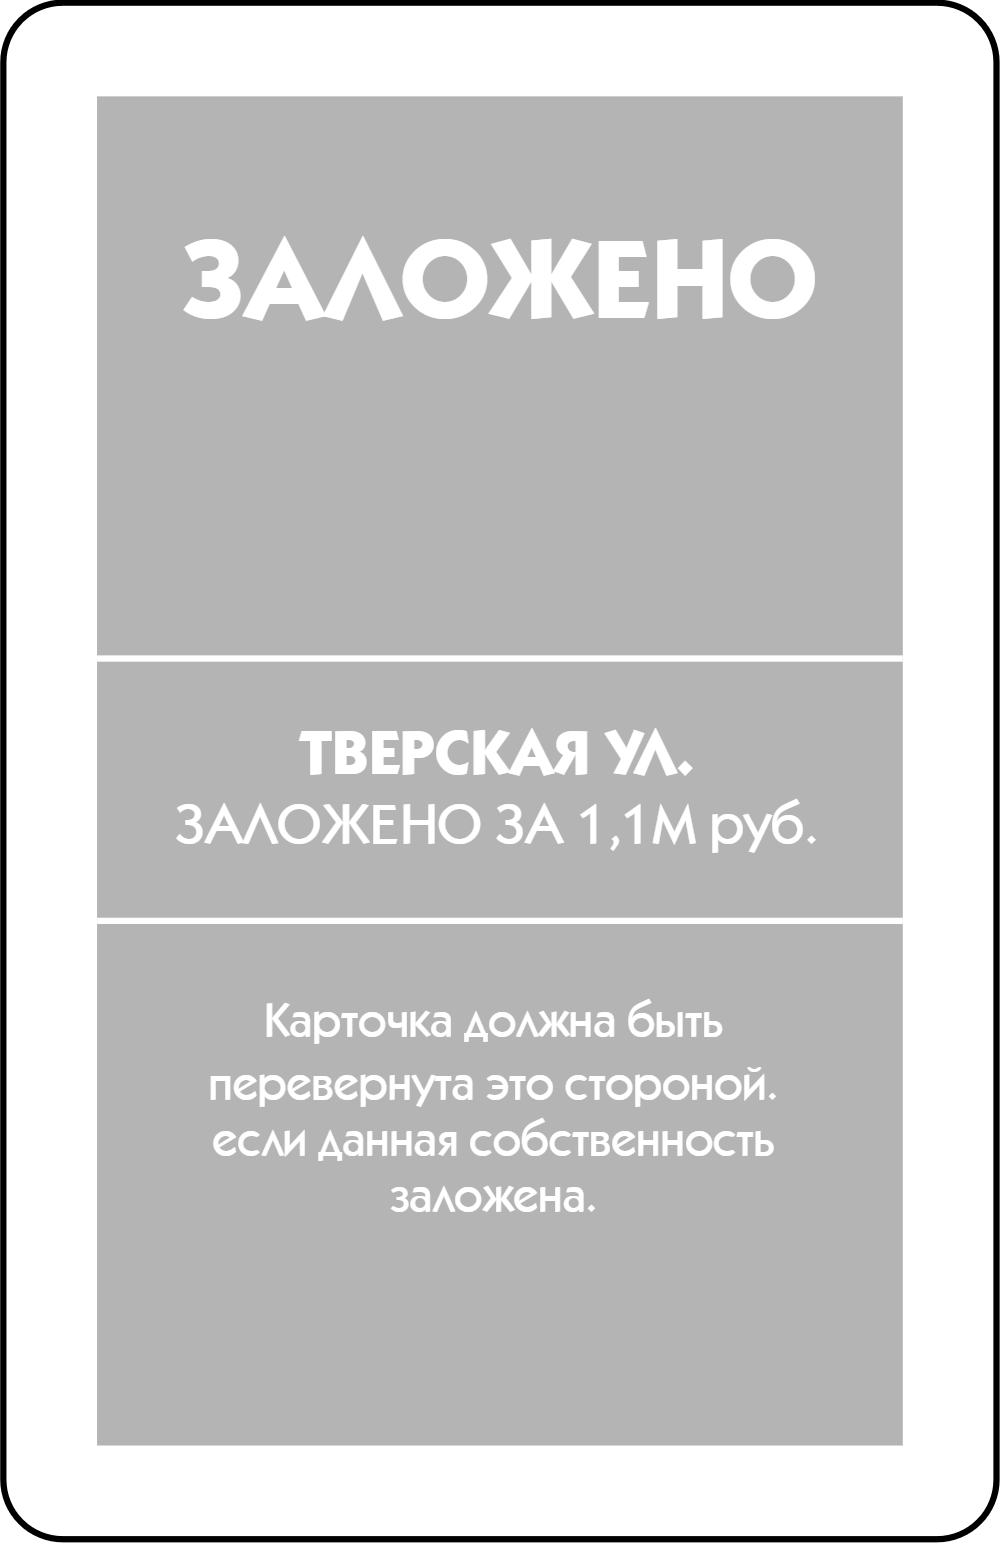 ЗАЛОЖЕНО
ТВЕРСКАЯ УЛ.
ЗАЛОЖЕНО ЗА 1,1М руб.
Карточка должна быть
перевернута это стороной.
если данная собственность
заложена.